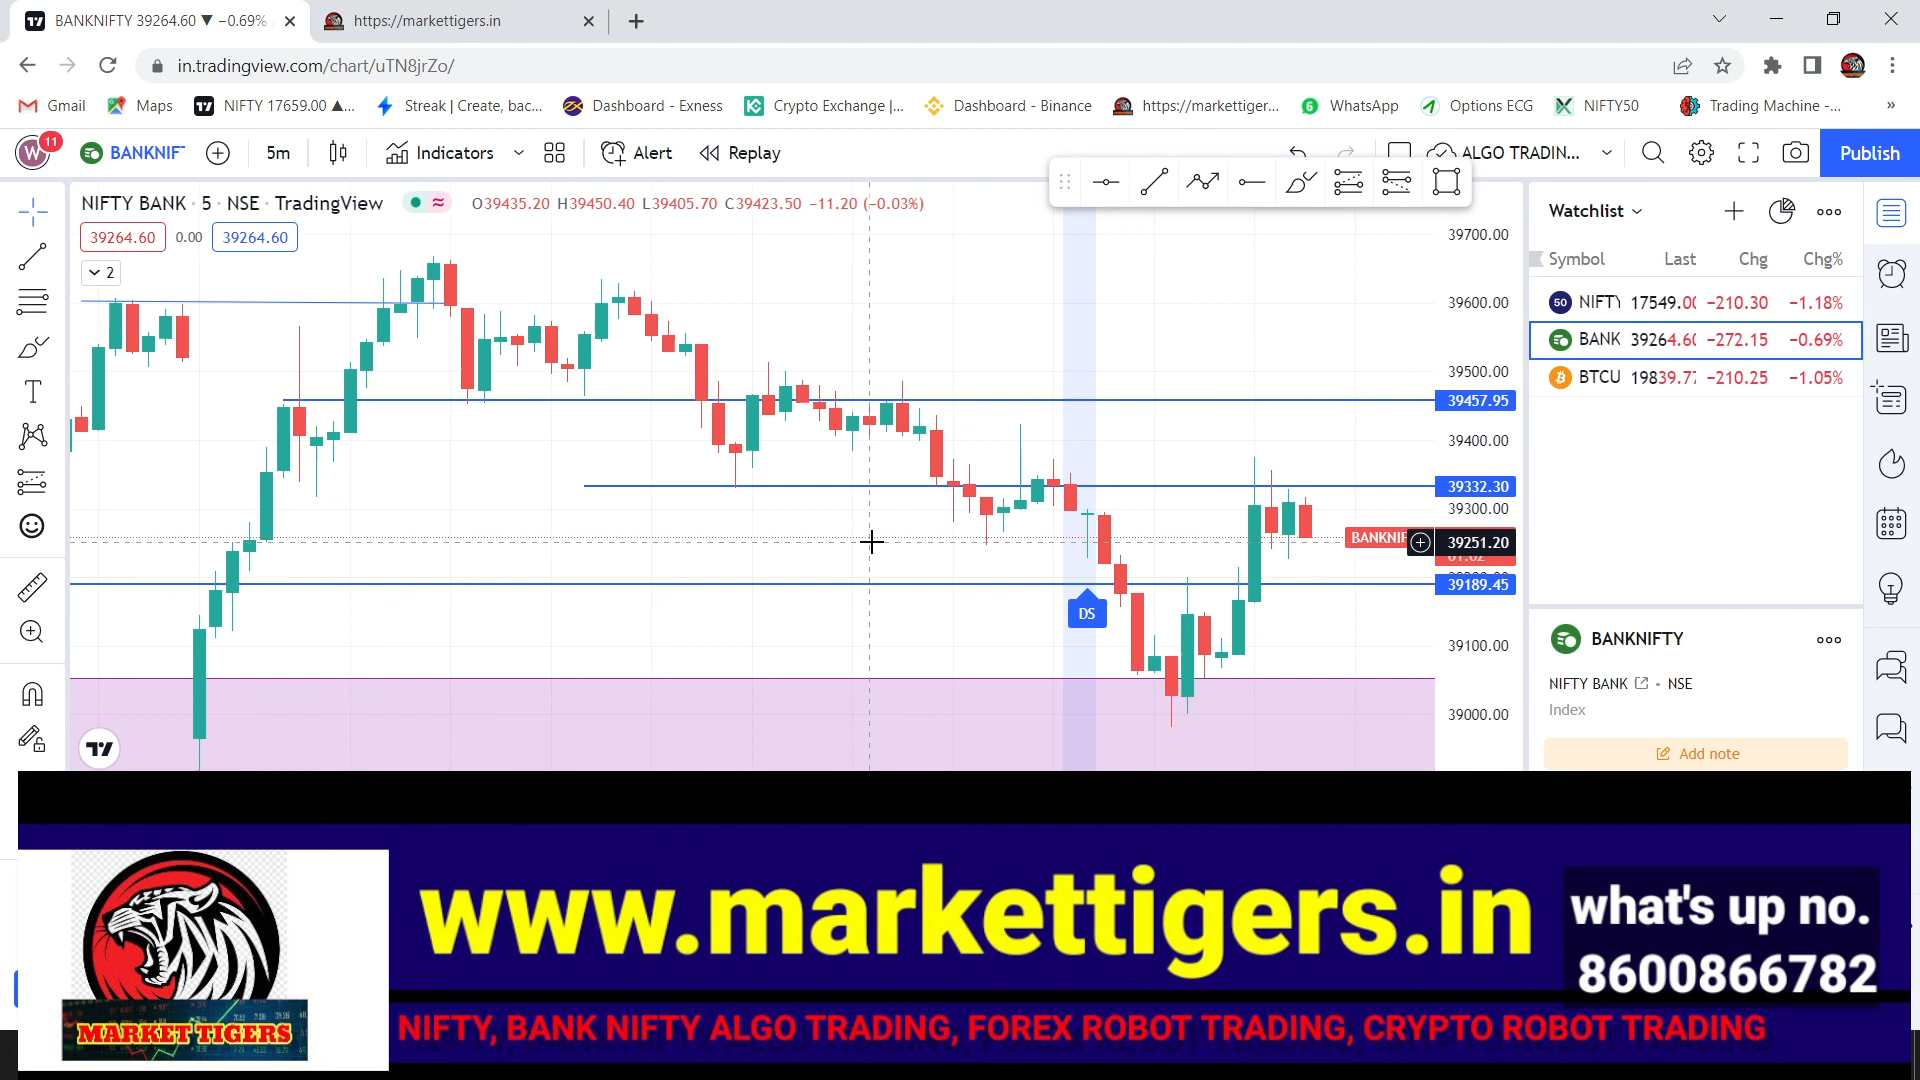 BANKNIFTY 39264.60 ▼ −0.69%
https://markettigers.in
in.tradingview.com/chart/uTN8jrZo/
Gmail
Maps
NIFTY 17659.00 ▲...
Streak | Create, bac...
Dashboard - Exness
Crypto Exchange |...
Dashboard - Binance
https://markettiger...
WhatsApp
Options ECG
NIFTY50
Trading Machine -...
»
W
11
BANKNIF
5m
Indicators
Alert
Replay
ALGO TRADIN...
Publish
NIFTY BANK · 5 · NSE · TradingView
O39435.20 H39450.40 L39405.70 C39423.50 −11.20 (−0.03%)
39264.60
0.00
39264.60
2
39700.00
39600.00
39500.00
39457.95
39400.00
39332.30
39300.00
BANKNIF
39251.20
39189.45
39100.00
39000.00
DS
Watchlist
Symbol
Last
Chg
Chg%
50
NIFTY 17549.00 −210.30 −1.18%
BANK 39264.60 −272.15 −0.69%
BTCU 19839.77 −210.25 −1.05%
BANKNIFTY
NIFTY BANK · NSE
Index
Add note
MARKET TIGERS
www.markettigers.in
what's up no.
8600866782
NIFTY, BANK NIFTY ALGO TRADING, FOREX ROBOT TRADING, CRYPTO ROBOT TRADING